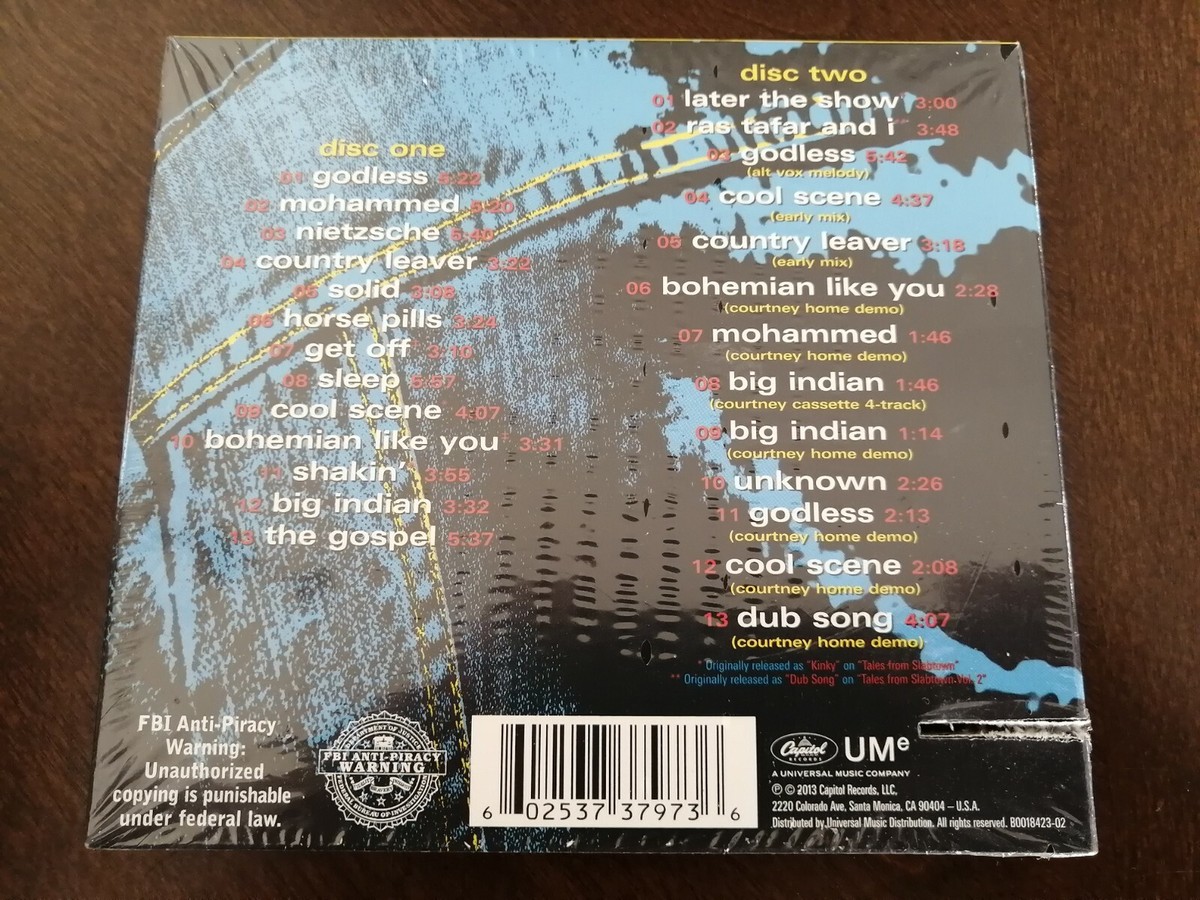 disc one
01 godless 5:22
02 mohammed 5:20
03 nietzsche 5:40
04 country leaver 3:22
05 solid 3:08
06 horse pills 3:24
07 get off 3:10
08 sleep 5:57
09 cool scene 4:07
10 bohemian like you 3:31
11 shakin' 3:55
12 big indian 3:32
13 the gospel 5:37
disc two
01 later the show* 3:00
02 ras tafar and i** 3:48
03 godless 5:42
(alt vox melody)
04 cool scene 4:37
(early mix)
05 country leaver 3:18
(early mix)
06 bohemian like you 2:28
(courtney home demo)
07 mohammed 1:46
(courtney home demo)
08 big indian 1:46
(courtney cassette 4-track)
09 big indian 1:14
(courtney home demo)
10 unknown 2:26
11 godless 2:13
(courtney home demo)
12 cool scene 2:08
(courtney home demo)
13 dub song 4:07
(courtney home demo)
* Originally released as "Kinky" on "Tales from Slabtown"
** Originally released as "Dub Song" on "Tales from Slabtown Vol. 2"
FBI Anti-Piracy
Warning:
Unauthorized
copying is punishable
under federal law.
DEPARTMENT OF JUSTICE
FBI ANTI-PIRACY
WARNING
FEDERAL BUREAU OF INVESTIGATION
6 02537 37973 6
Capitol
RECORDS
UMe
A UNIVERSAL MUSIC COMPANY
℗ © 2013 Capitol Records, LLC,
2220 Colorado Ave, Santa Monica, CA 90404 – U.S.A.
Distributed by Universal Music Distribution. All rights reserved. B0018423-02